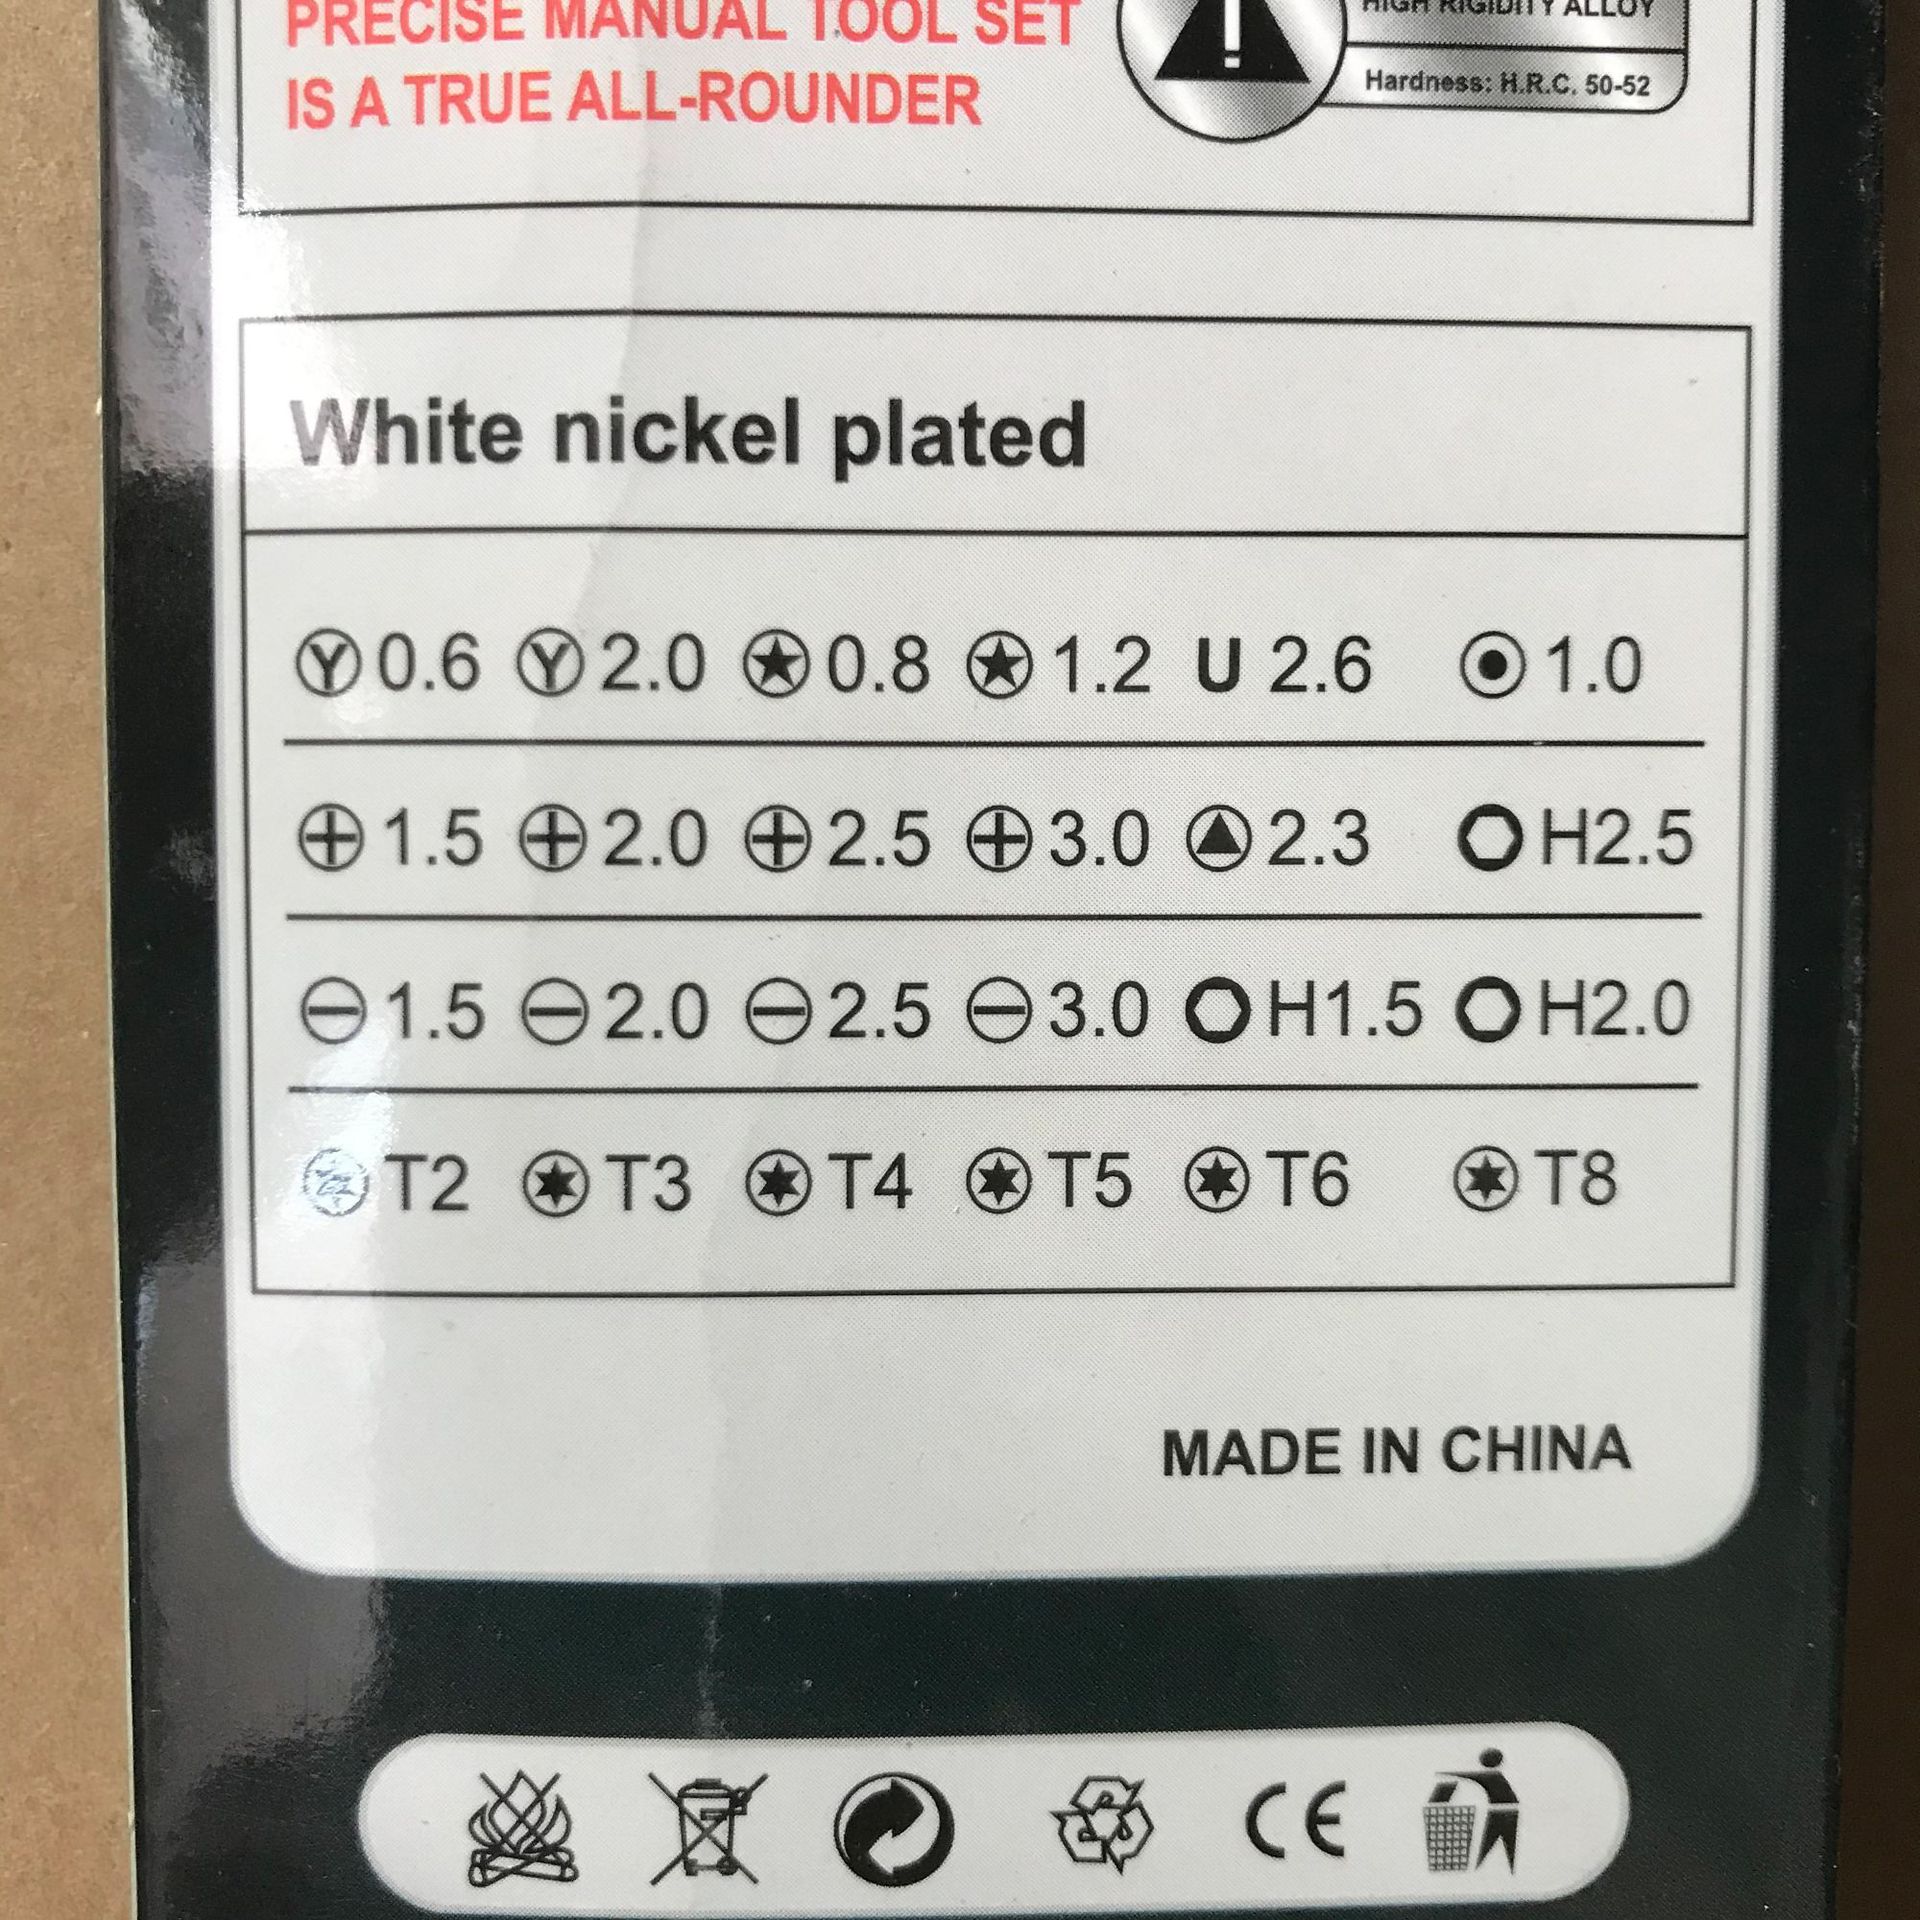 PRECISE MANUAL TOOL SET
IS A TRUE ALL-ROUNDER
HIGH RIGIDITY ALLOY
Hardness: H.R.C. 50-52
White nickel plated
Y 0.6 Y 2.0 ★ 0.8 ★ 1.2 U 2.6 1.0
1.5 2.0 2.5 3.0 2.3 H2.5
1.5 2.0 2.5 3.0 H1.5 H2.0
T2 T3 T4 T5 T6 T8
MADE IN CHINA
CE